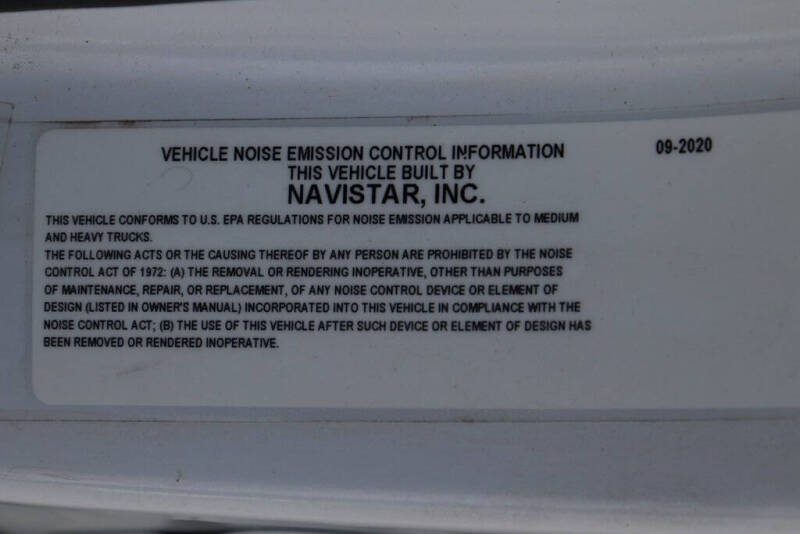 VEHICLE NOISE EMISSION CONTROL INFORMATION 09-2020
THIS VEHICLE BUILT BY
NAVISTAR, INC.
THIS VEHICLE CONFORMS TO U.S. EPA REGULATIONS FOR NOISE EMISSION APPLICABLE TO MEDIUM
AND HEAVY TRUCKS.
THE FOLLOWING ACTS OR THE CAUSING THEREOF BY ANY PERSON ARE PROHIBITED BY THE NOISE
CONTROL ACT OF 1972: (A) THE REMOVAL OR RENDERING INOPERATIVE, OTHER THAN PURPOSES
OF MAINTENANCE, REPAIR, OR REPLACEMENT, OF ANY NOISE CONTROL DEVICE OR ELEMENT OF
DESIGN (LISTED IN OWNER'S MANUAL) INCORPORATED INTO THIS VEHICLE IN COMPLIANCE WITH THE
NOISE CONTROL ACT; (B) THE USE OF THIS VEHICLE AFTER SUCH DEVICE OR ELEMENT OF DESIGN HAS
BEEN REMOVED OR RENDERED INOPERATIVE.